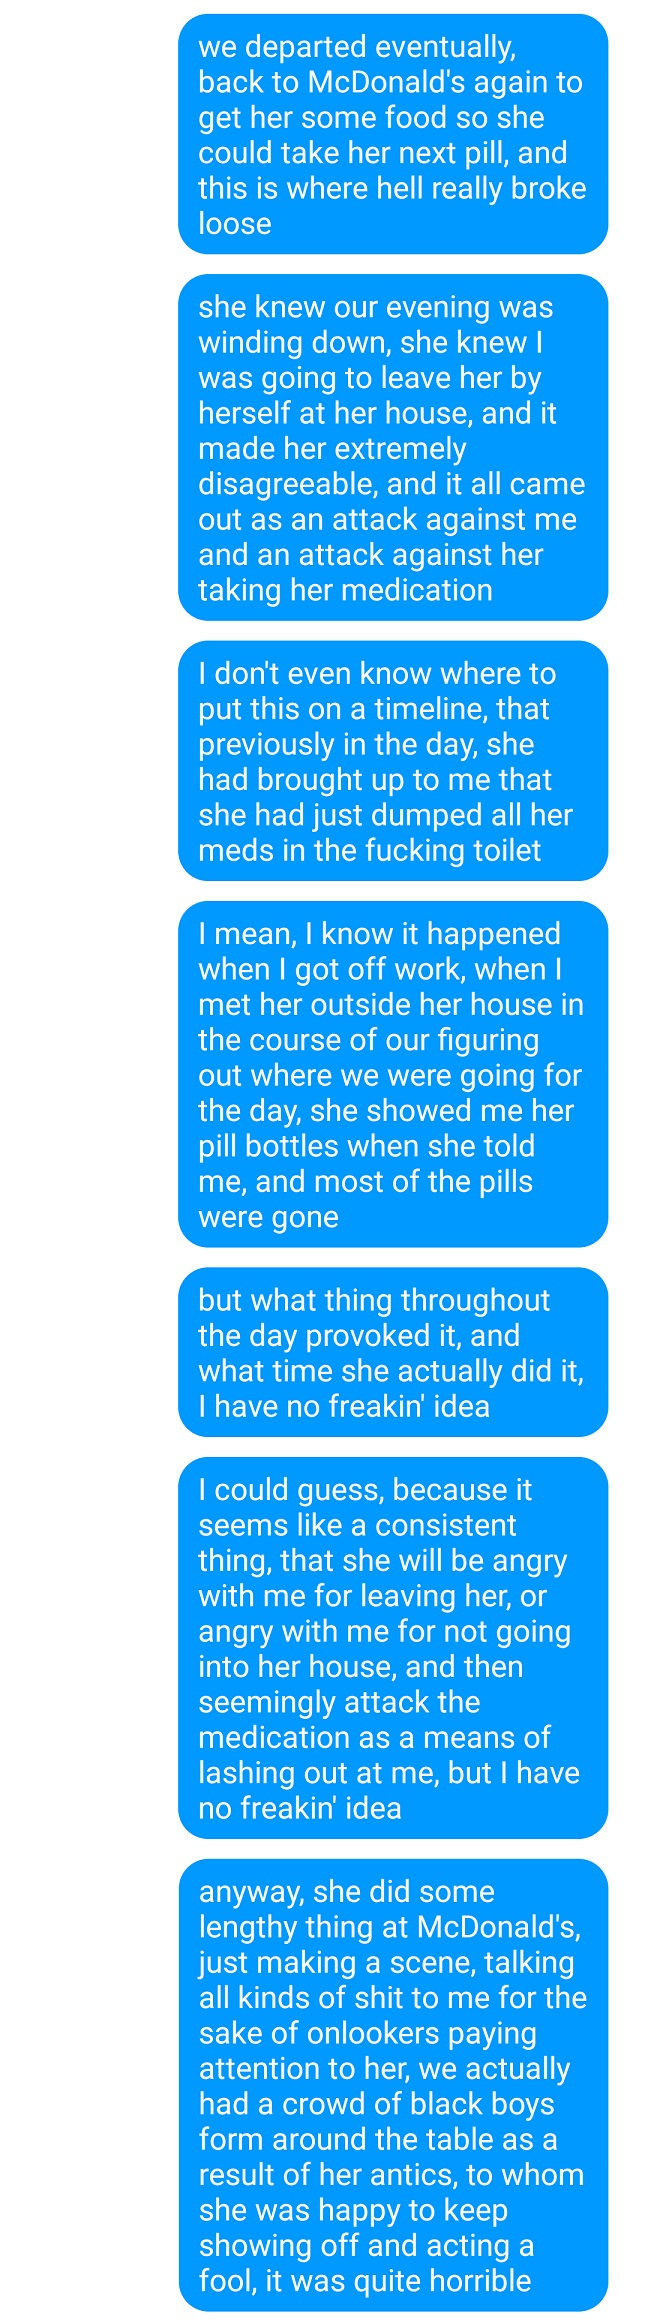 we departed eventually,
back to McDonald's again to
get her some food so she
could take her next pill, and
this is where hell really broke
loose
she knew our evening was
winding down, she knew I
was going to leave her by
herself at her house, and it
made her extremely
disagreeable, and it all came
out as an attack against me
and an attack against her
taking her medication
I don't even know where to
put this on a timeline, that
previously in the day, she
had brought up to me that
she had just dumped all her
meds in the fucking toilet
I mean, I know it happened
when I got off work, when I
met her outside her house in
the course of our figuring
out where we were going for
the day, she showed me her
pill bottles when she told
me, and most of the pills
were gone
but what thing throughout
the day provoked it, and
what time she actually did it,
I have no freakin' idea
I could guess, because it
seems like a consistent
thing, that she will be angry
with me for leaving her, or
angry with me for not going
into her house, and then
seemingly attack the
medication as a means of
lashing out at me, but I have
no freakin' idea
anyway, she did some
lengthy thing at McDonald's,
just making a scene, talking
all kinds of shit to me for the
sake of onlookers paying
attention to her, we actually
had a crowd of black boys
form around the table as a
result of her antics, to whom
she was happy to keep
showing off and acting a
fool, it was quite horrible